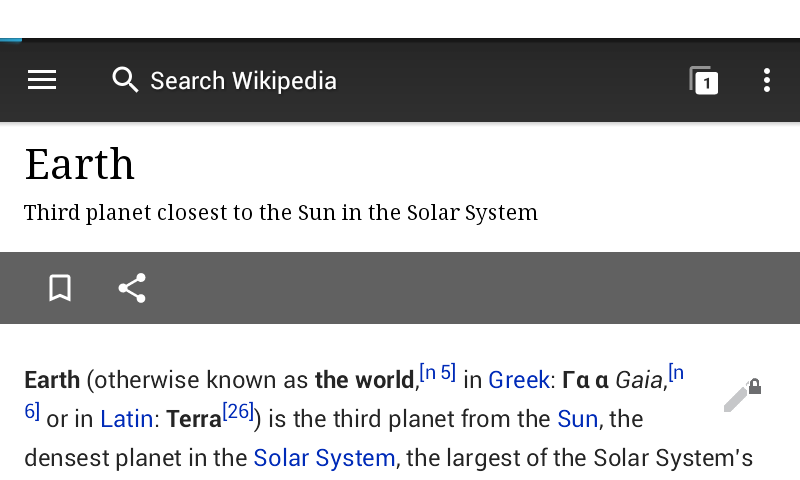 Search Wikipedia
1
Earth
Third planet closest to the Sun in the Solar System
Earth (otherwise known as the world,[n 5] in Greek: Γα α Gaia,[n
6] or in Latin: Terra[26]) is the third planet from the Sun, the
densest planet in the Solar System, the largest of the Solar System's